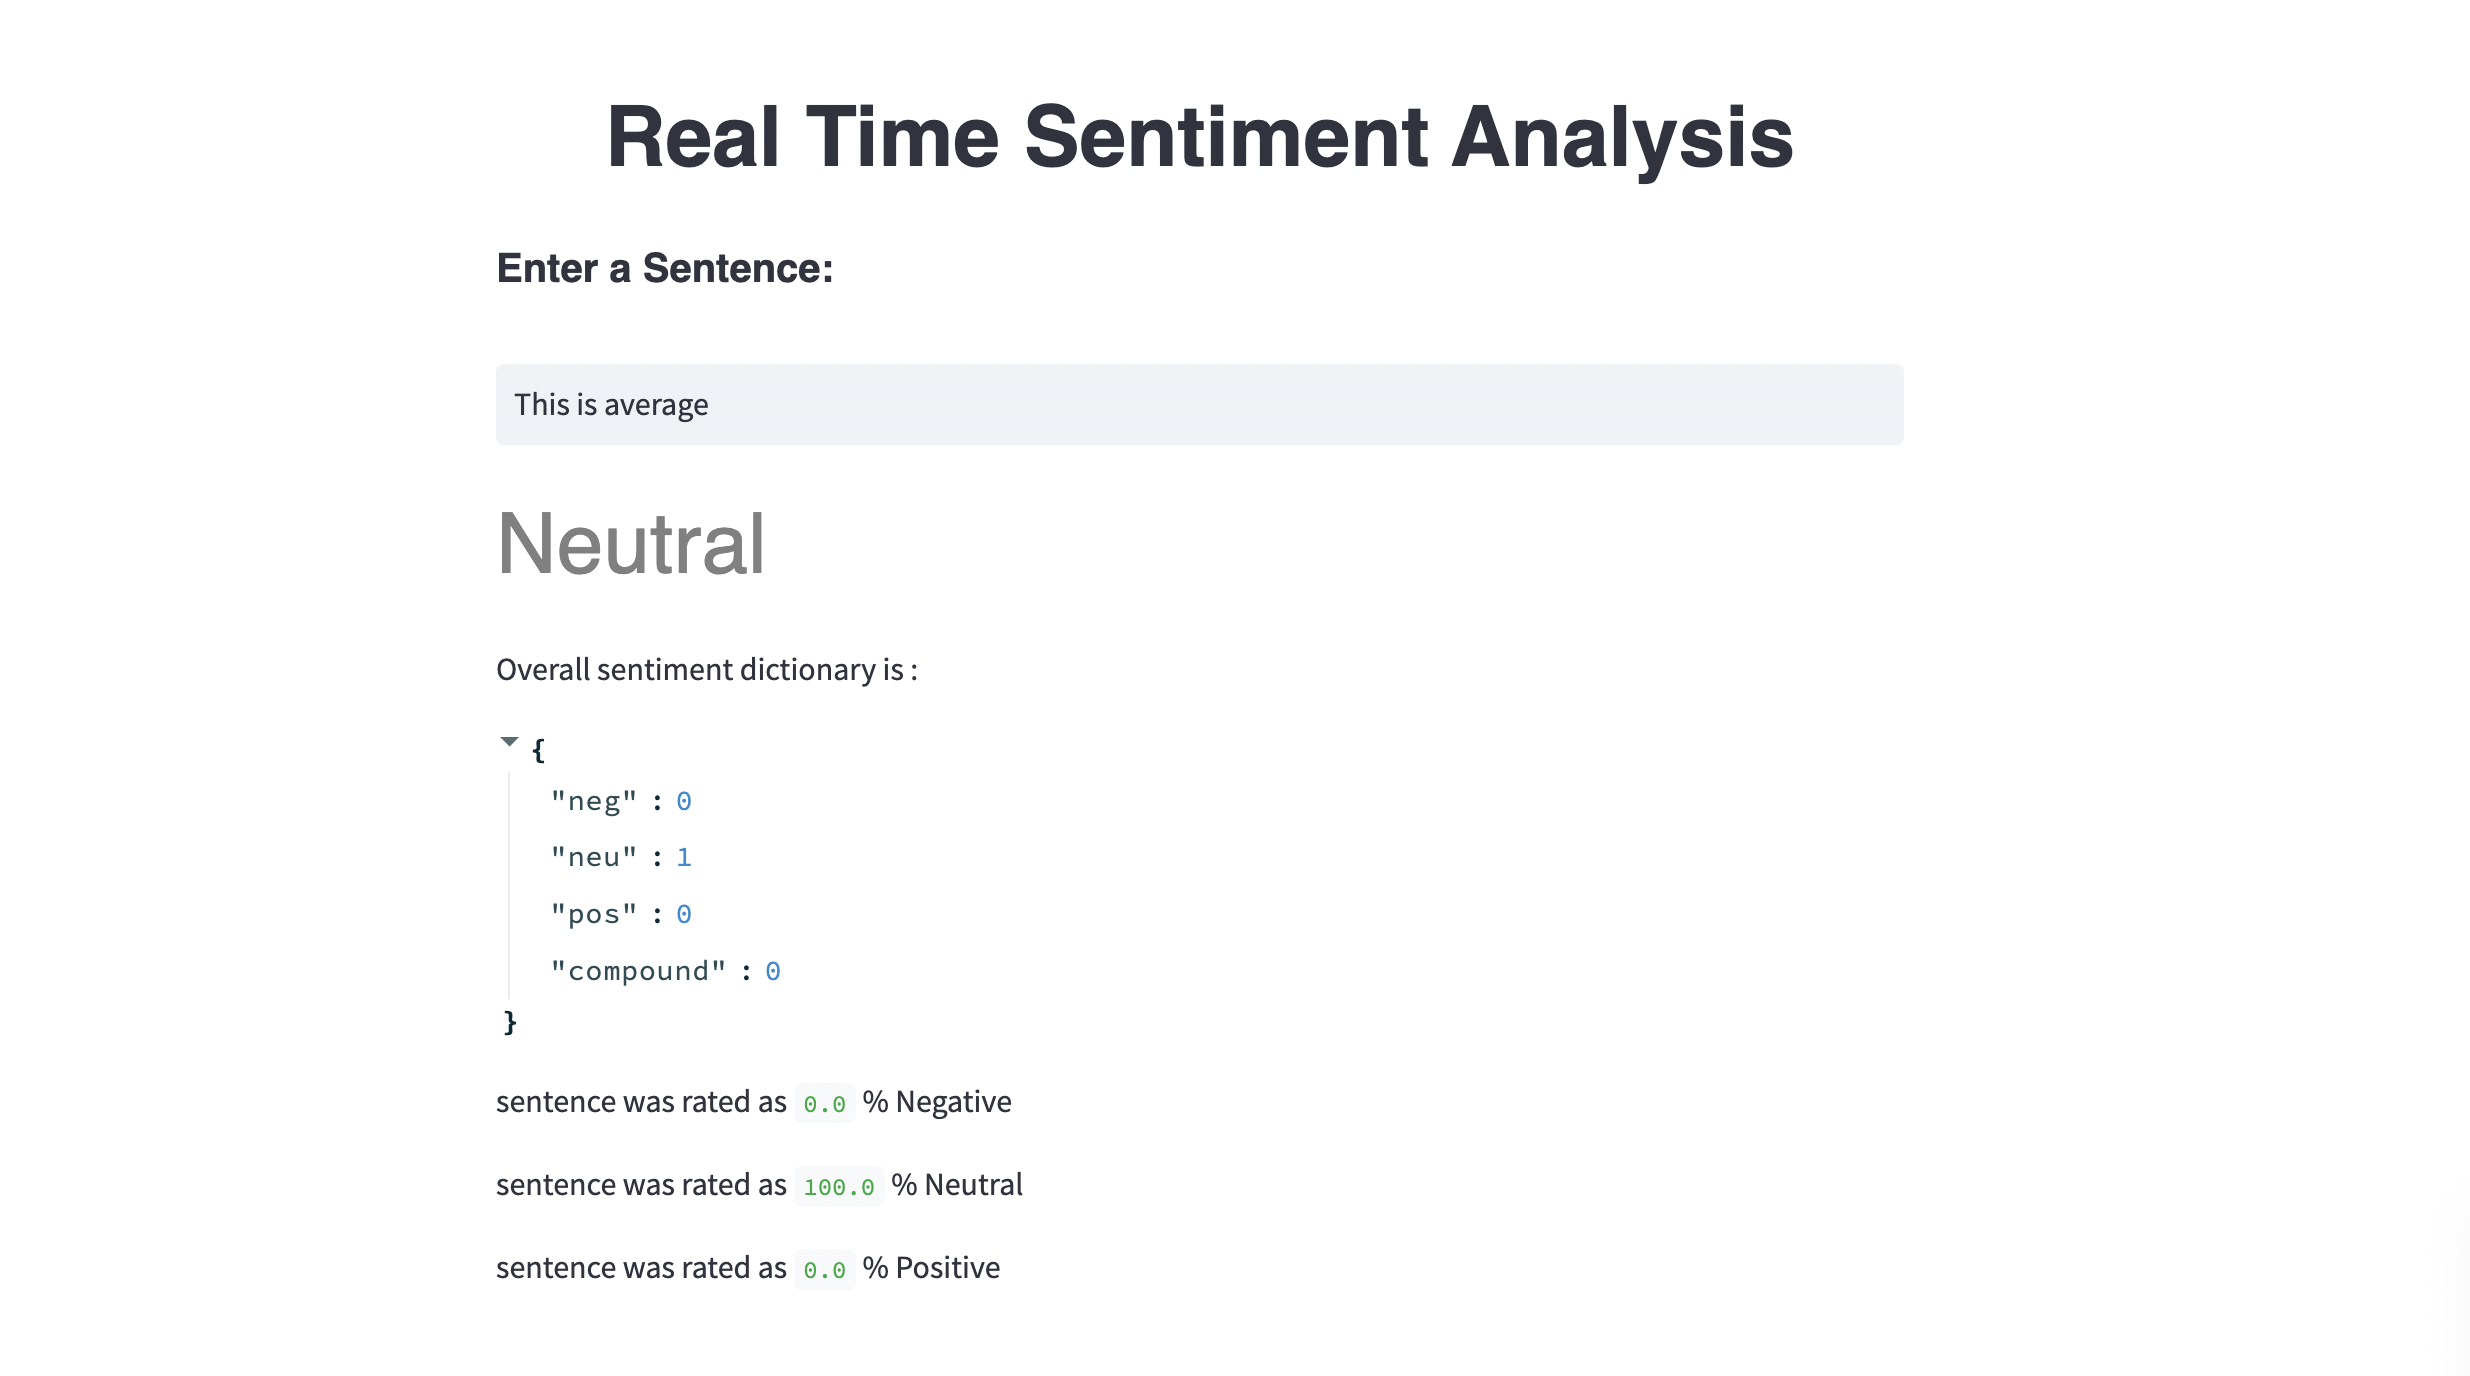 Real Time Sentiment Analysis
Enter a Sentence:
This is average
Neutral
Overall sentiment dictionary is :
{
"neg" : 0
"neu" : 1
"pos" : 0
"compound" : 0
}
sentence was rated as 0.0 % Negative
sentence was rated as 100.0 % Neutral
sentence was rated as 0.0 % Positive